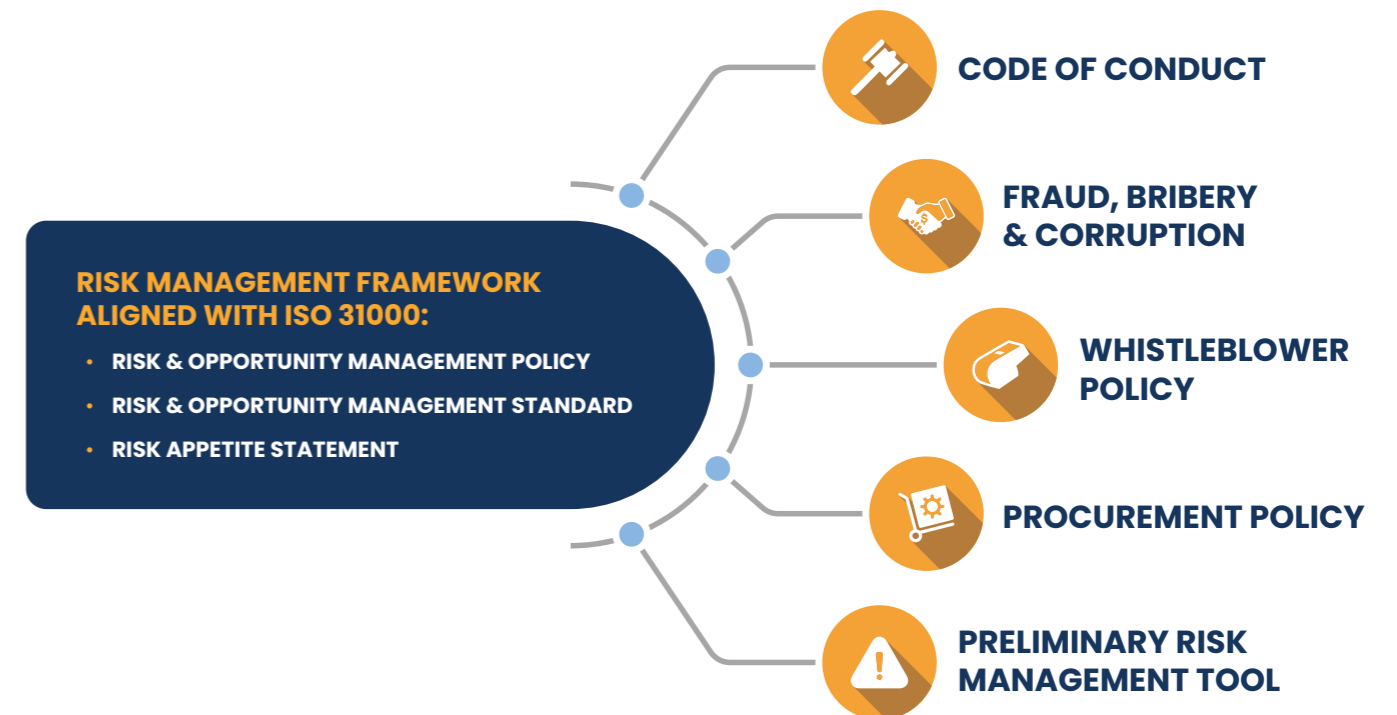 RISK MANAGEMENT FRAMEWORK
ALIGNED WITH ISO 31000:
• RISK & OPPORTUNITY MANAGEMENT POLICY
• RISK & OPPORTUNITY MANAGEMENT STANDARD
• RISK APPETITE STATEMENT
CODE OF CONDUCT
FRAUD, BRIBERY
& CORRUPTION
$
WHISTLEBLOWER
POLICY
PROCUREMENT POLICY
!
PRELIMINARY RISK
MANAGEMENT TOOL